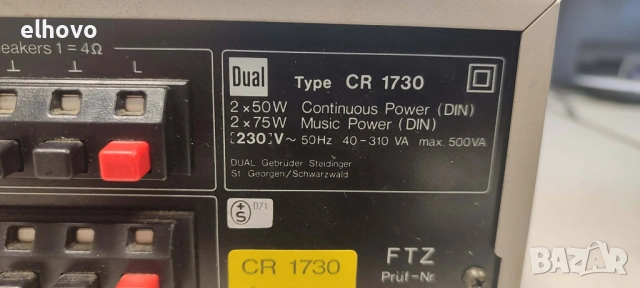 elhovo
eakers 1 = 4Ω
L
Dual Type CR 1730
2 x 50W Continuous Power (DIN)
2 x 75W Music Power (DIN)
[230]V ~ 50Hz 40-310 VA max. 500VA
DUAL Gebrüder Steidinger
St. Georgen/Schwarzwald
S D71
CR 1730
FTZ
Prüf-Nr
BAZAR